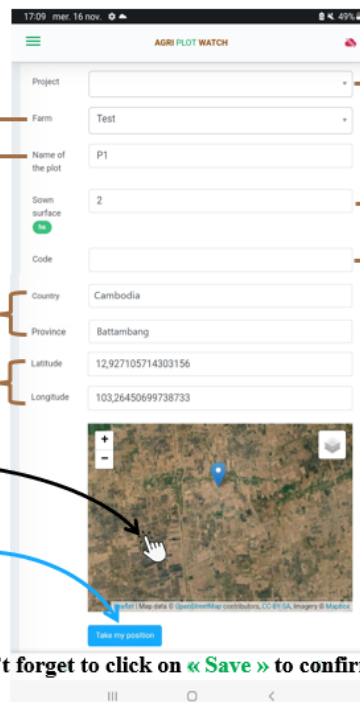 17:09 mer. 16 nov.
49%
AGRI PLOT WATCH
Project
Farm
Test
Name of
the plot
P1
Sown
surface
ha
2
Code
Country
Cambodia
Province
Battambang
Latitude
12,927105714303156
Longitude
103,26450699738733
+
−
Leaflet | Map data © OpenStreetMap contributors, CC-BY-SA, Imagery © Mapbox
Take my position
't forget to click on « Save » to confirm